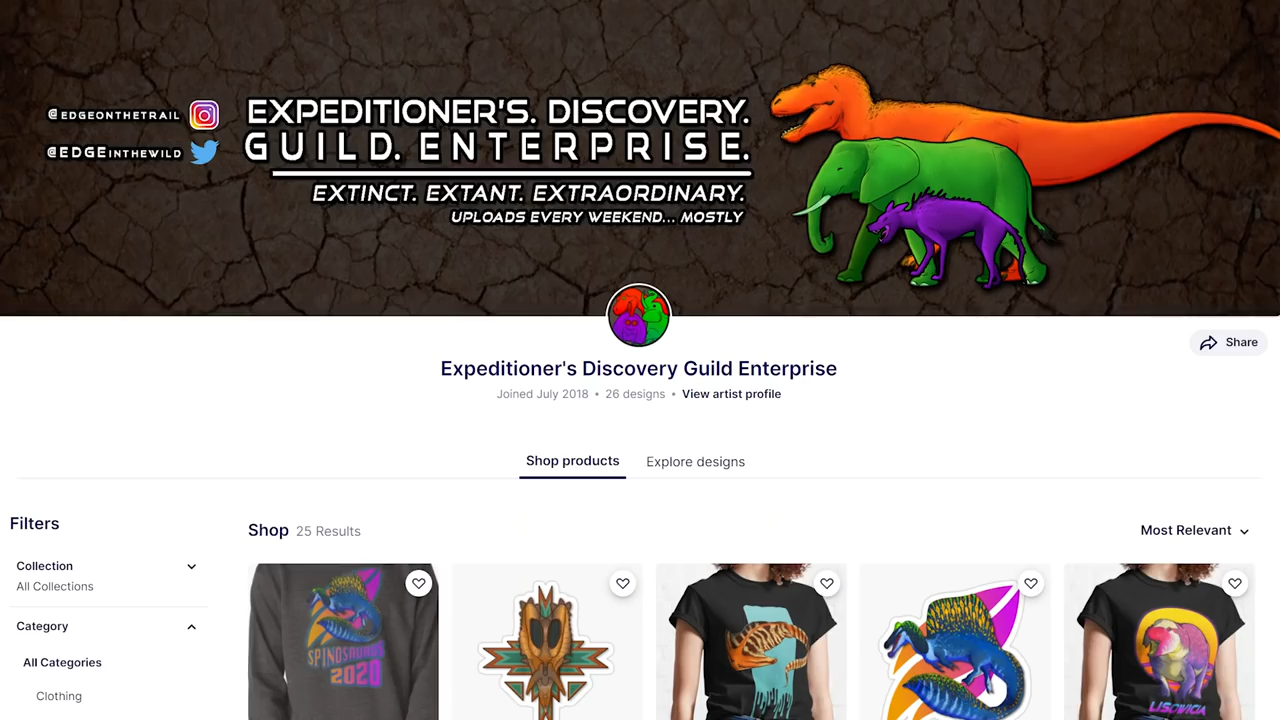 @EDGEONTHETRAIL
@EDGEINTHEWILD
EXPEDITIONER'S. DISCOVERY.
GUILD. ENTERPRISE.
EXTINCT. EXTANT. EXTRAORDINARY.
UPLOADS EVERY WEEKEND... MOSTLY
Share
Expeditioner's Discovery Guild Enterprise
Joined July 2018 • 26 designs • View artist profile
Shop products
Explore designs
Filters
Shop 25 Results
Most Relevant
Collection
All Collections
Category
All Categories
Clothing
SPINOSAURUS
2020
LISOWICIA